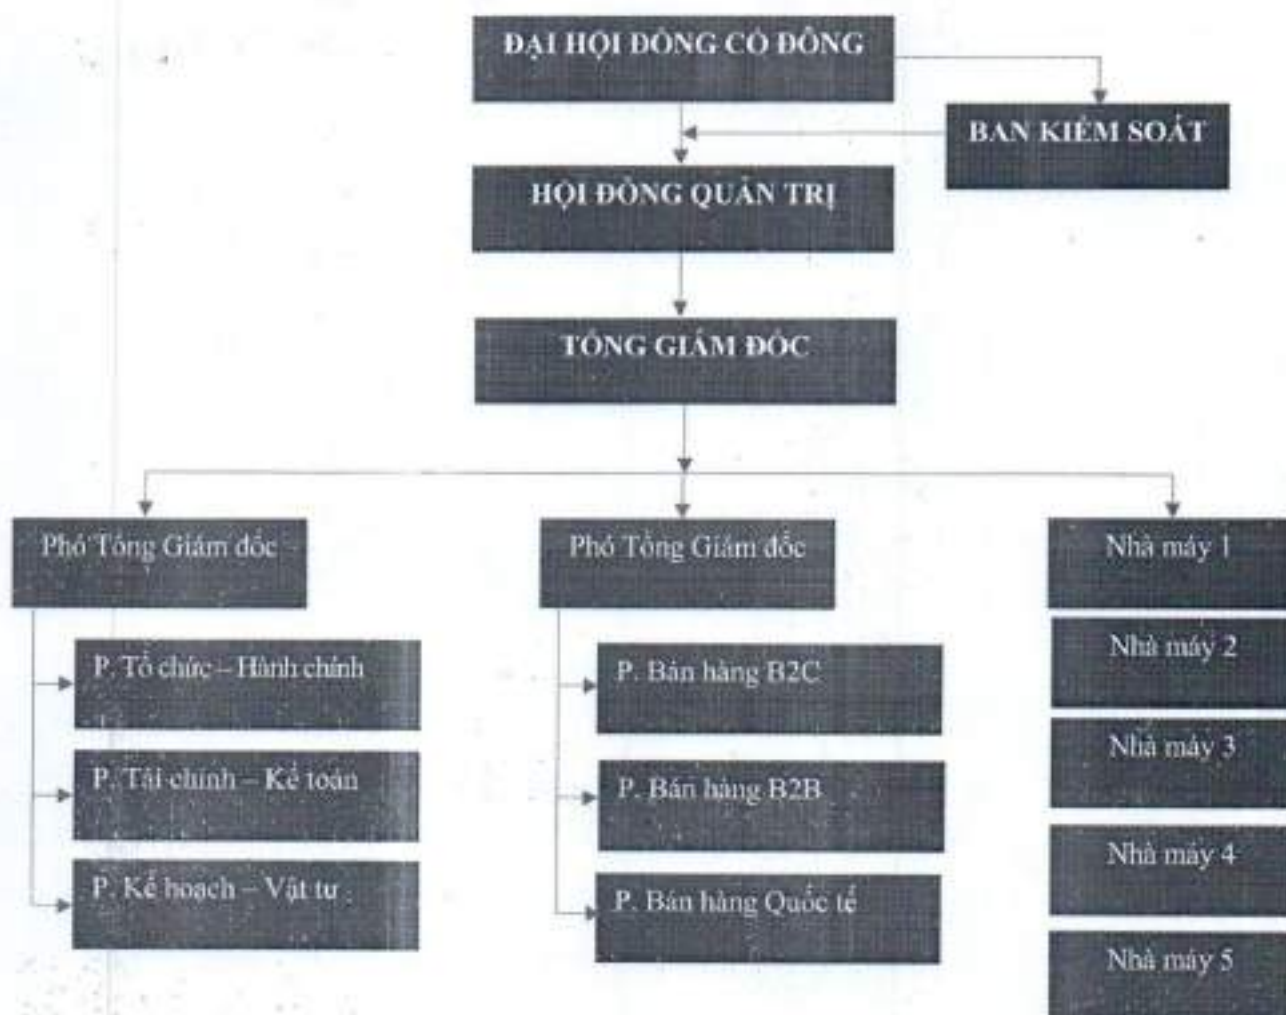 ĐẠI HỘI ĐỒNG CỔ ĐÔNG
BAN KIỂM SOÁT
HỘI ĐỒNG QUẢN TRỊ
TỔNG GIÁM ĐỐC
Phó Tổng Giám đốc
P. Tổ chức – Hành chính
P. Tài chính – Kế toán
P. Kế hoạch – Vật tư
Phó Tổng Giám đốc
P. Bán hàng B2C
P. Bán hàng B2B
P. Bán hàng Quốc tế
Nhà máy 1
Nhà máy 2
Nhà máy 3
Nhà máy 4
Nhà máy 5